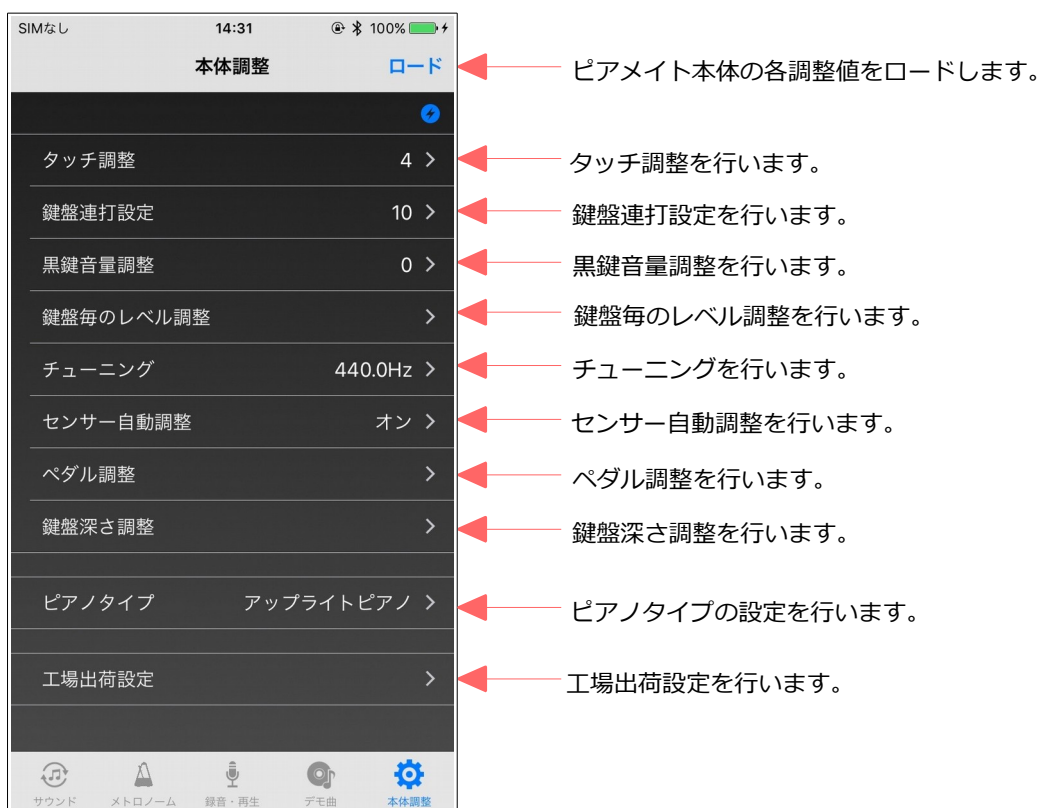 SIMなし 14:31 100%
本体調整 ロード
ピアメイト本体の各調整値をロードします。
タッチ調整 4
タッチ調整を行います。
鍵盤連打設定 10
鍵盤連打設定を行います。
黒鍵音量調整 0
黒鍵音量調整を行います。
鍵盤毎のレベル調整
鍵盤毎のレベル調整を行います。
チューニング 440.0Hz
チューニングを行います。
センサー自動調整 オン
センサー自動調整を行います。
ペダル調整
ペダル調整を行います。
鍵盤深さ調整
鍵盤深さ調整を行います。
ピアノタイプ アップライトピアノ
ピアノタイプの設定を行います。
工場出荷設定
工場出荷設定を行います。
サウンド メトロノーム 録音・再生 デモ曲 本体調整